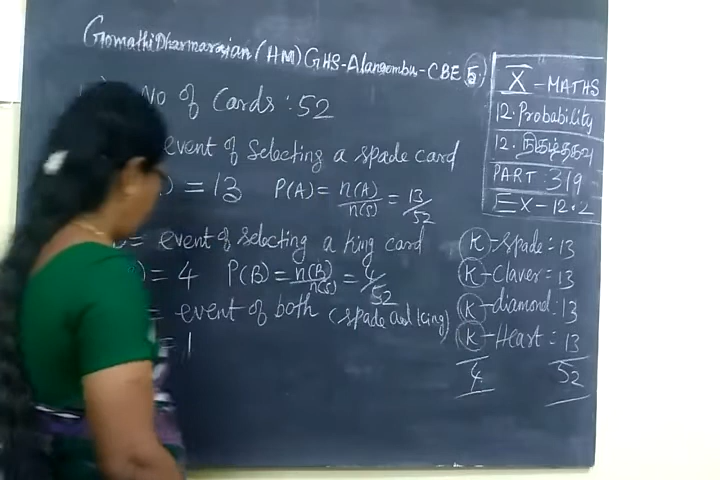 Gomathi Dharmarajan (HM) GHS-Alangombu-CBE 5)
No of Cards : 52
event of Selecting a spade card
) = 13 P(A) = n(A)/n(S) = 13/52
= event of selecting a king card
) = 4 P(B) = n(B)/n(S) = 4/52
= event of both (spade and king)
= 1
X - MATHS
12. Probability
12. நிகழ்தகவு
PART : 319
EX - 12.2
K - spade : 13
K - claver = 13
K - diamond : 13
K - Heart = 13
4 52